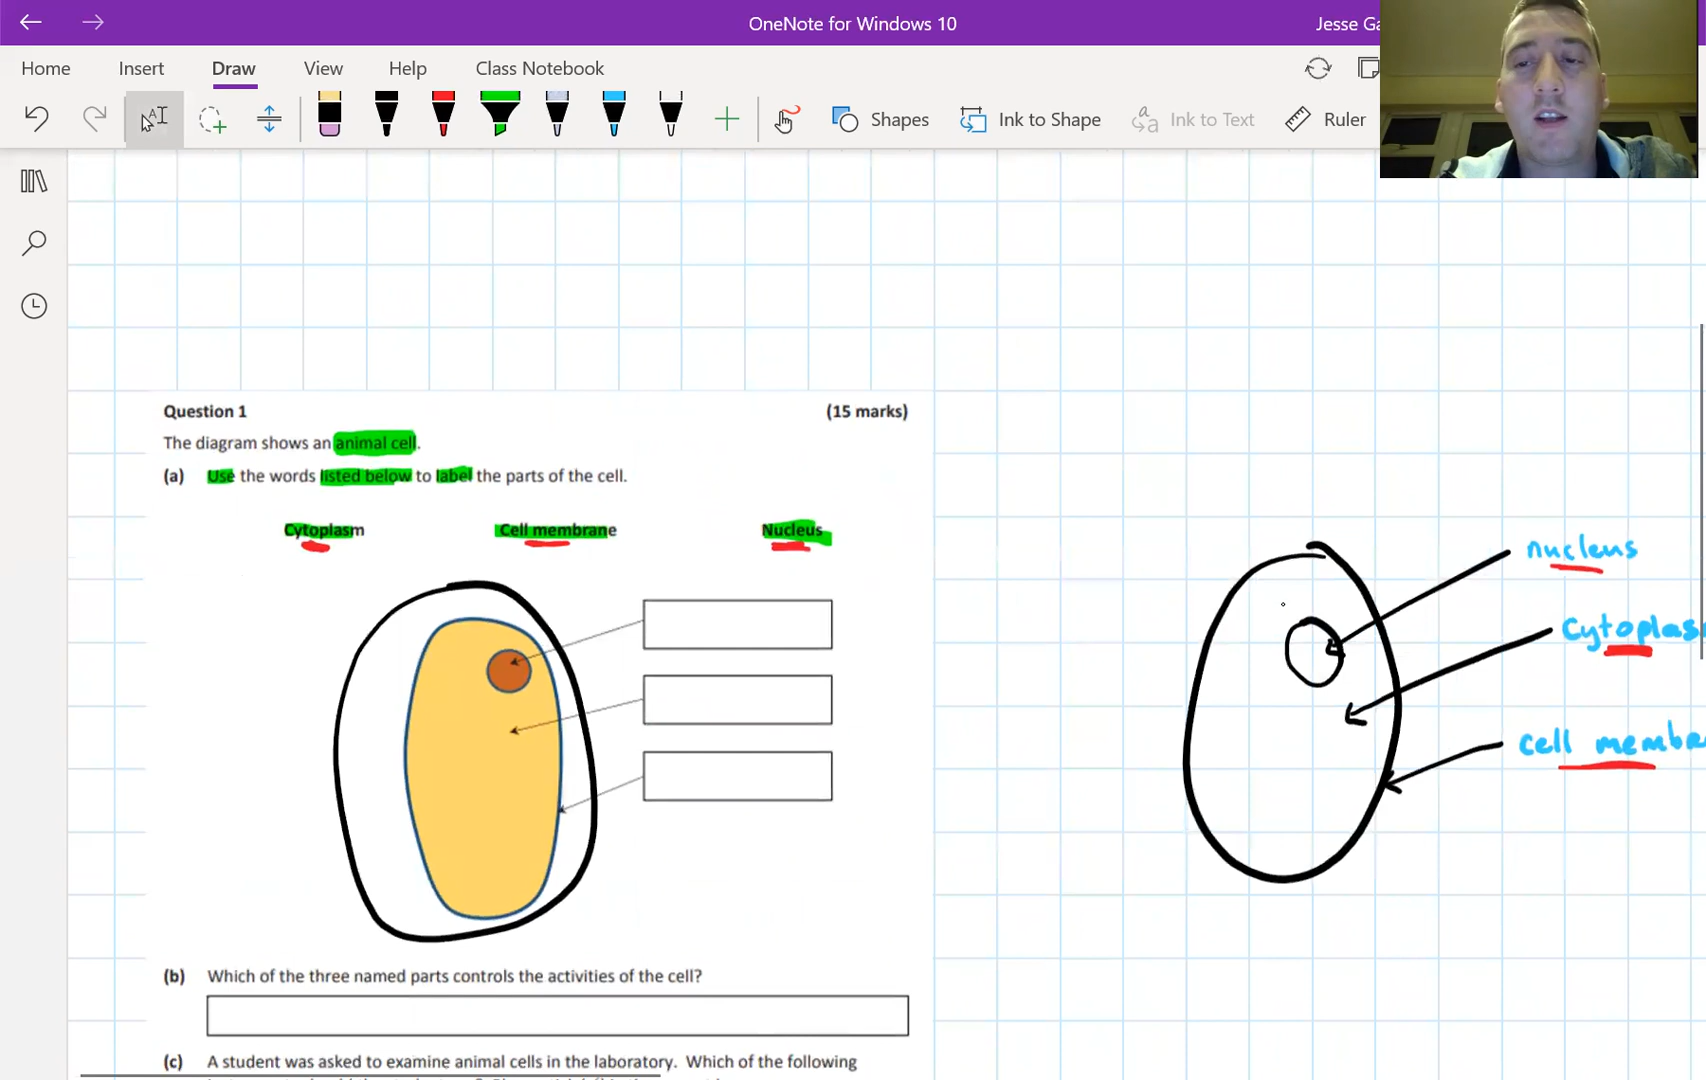 OneNote for Windows 10
Jesse Ga
Home Insert Draw View Help Class Notebook
Shapes Ink to Shape Ink to Text Ruler
Question 1 (15 marks)
The diagram shows an animal cell.
(a) Use the words listed below to label the parts of the cell.
Cytoplasm Cell membrane Nucleus
nucleus
Cytoplas
cell membra
(b) Which of the three named parts controls the activities of the cell?
(c) A student was asked to examine animal cells in the laboratory. Which of the following